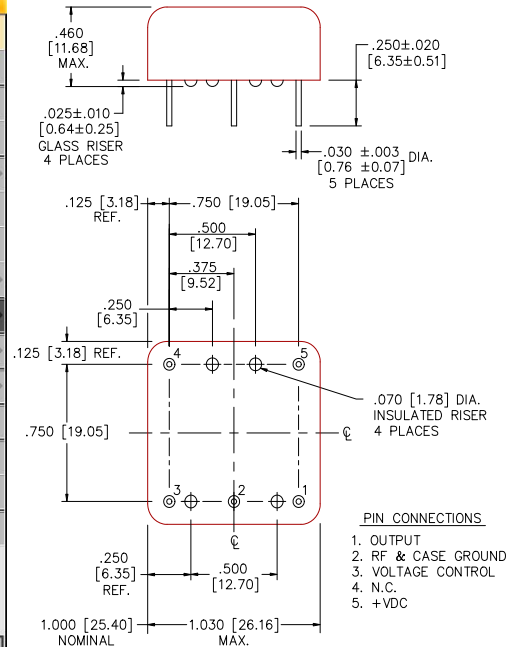 .460
[11.68]
MAX.
.250±.020
[6.35±0.51]
.025±.010
[0.64±0.25]
GLASS RISER
4 PLACES
.030 ±.003 DIA.
[0.76 ±0.07]
5 PLACES
.125 [3.18]
REF.
.750 [19.05]
.500
[12.70]
.375
[9.52]
.250
[6.35]
.125 [3.18] REF.
4
5
.070 [1.78] DIA.
INSULATED RISER
4 PLACES
.750 [19.05]
℄
3
2
1
℄
PIN CONNECTIONS
1. OUTPUT
2. RF & CASE GROUND
3. VOLTAGE CONTROL
4. N.C.
5. +VDC
.250
[6.35]
REF.
.500
[12.70]
1.000 [25.40]
NOMINAL
1.030 [26.16]
MAX.